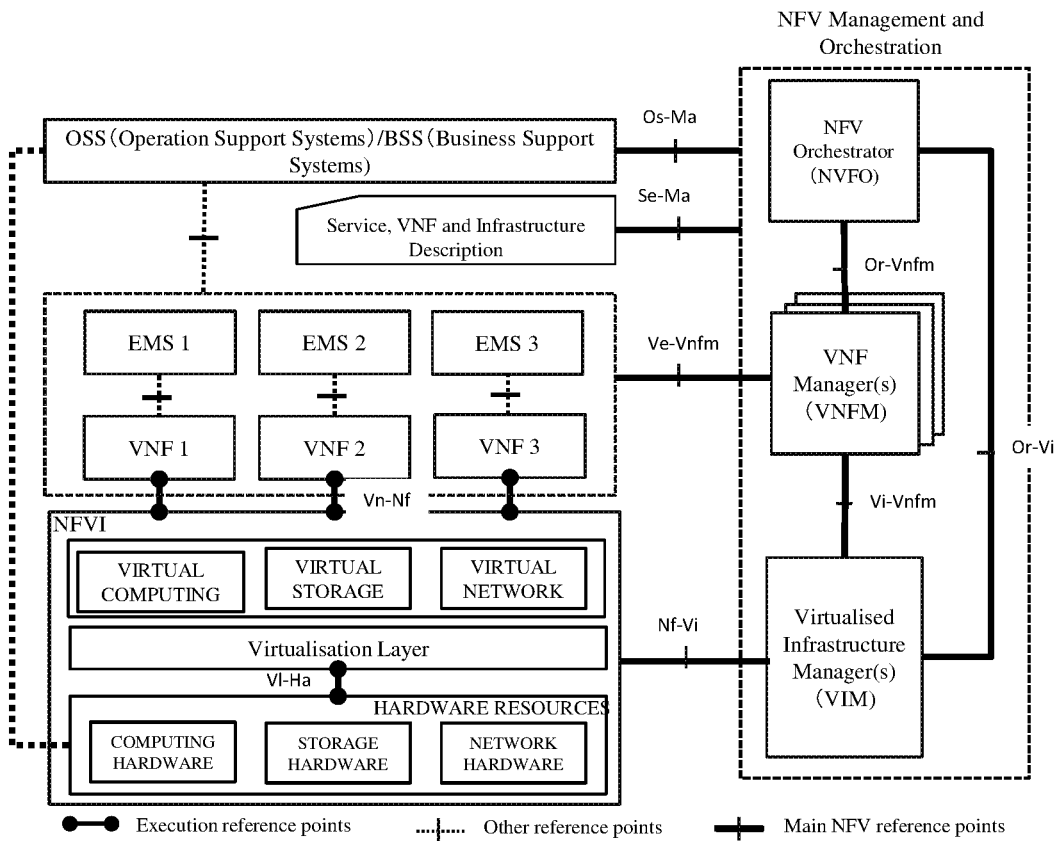 NFV Management and
Orchestration
OSS(Operation Support Systems)/BSS(Business Support
Systems)
Os-Ma
NFV
Orchestrator
(NVFO)
Se-Ma
Service, VNF and Infrastructure
Description
Or-Vnfm
EMS 1
EMS 2
EMS 3
Ve-Vnfm
VNF
Manager(s)
(VNFM)
VNF 1
VNF 2
VNF 3
Or-Vi
Vn-Nf
Vi-Vnfm
NFVI
VIRTUAL
COMPUTING
VIRTUAL
STORAGE
VIRTUAL
NETWORK
Nf-Vi
Virtualised
Infrastructure
Manager(s)
(VIM)
Virtualisation Layer
Vl-Ha
HARDWARE RESOURCES
COMPUTING
HARDWARE
STORAGE
HARDWARE
NETWORK
HARDWARE
Execution reference points
Other reference points
Main NFV reference points